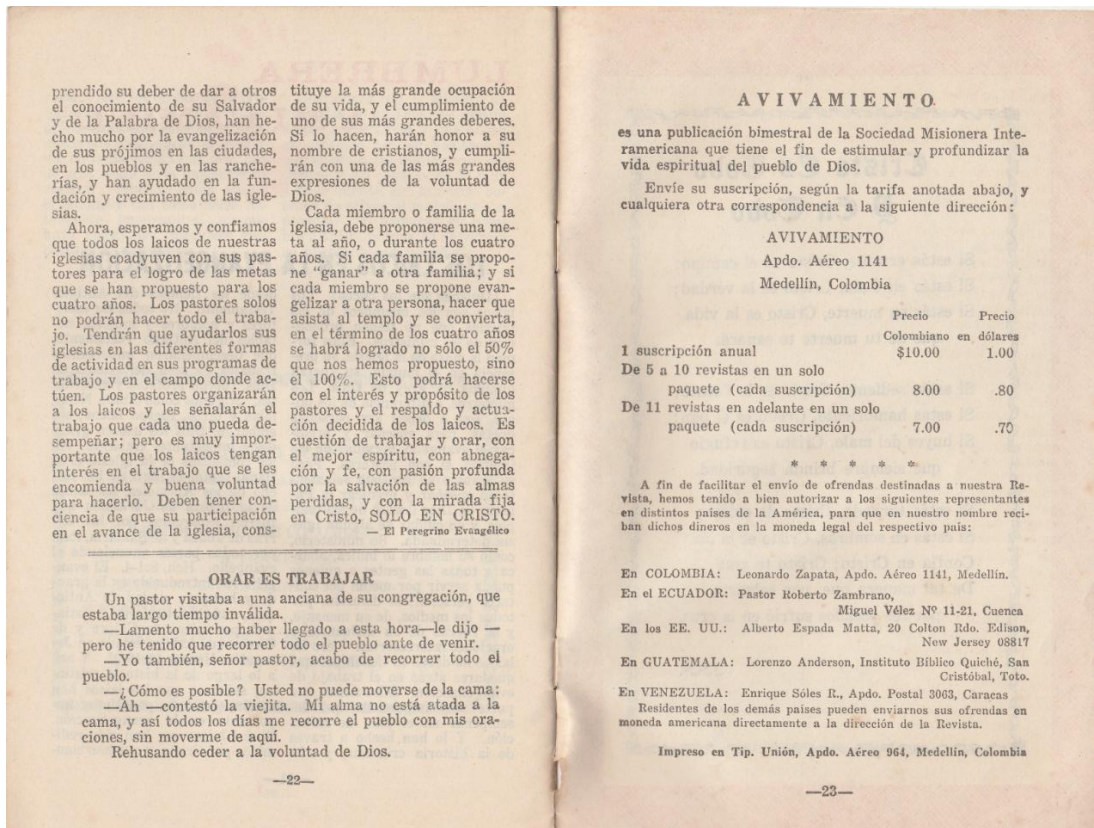 prendido su deber de dar a otros
el conocimiento de su Salvador
y de la Palabra de Dios, han he-
cho mucho por la evangelización
de sus prójimos en las ciudades,
en los pueblos y en las ranche-
rías, y han ayudado en la fun-
dación y crecimiento de las igle-
sias.
Ahora, esperamos y confiamos
que todos los laicos de nuestras
iglesias coadyuven con sus pas-
tores para el logro de las metas
que se han propuesto para los
cuatro años. Los pastores solos
no podrán hacer todo el traba-
jo. Tendrán que ayudarlos sus
iglesias en las diferentes formas
de actividad en sus programas de
trabajo y en el campo donde ac-
túen. Los pastores organizarán
a los laicos y les señalarán el
trabajo que cada uno pueda de-
sempeñar; pero es muy impor-
portante que los laicos tengan
interés en el trabajo que se les
encomienda y buena voluntad
para hacerlo. Deben tener con-
ciencia de que su participación
en el avance de la iglesia, cons-
tituye la más grande ocupación
de su vida, y el cumplimiento de
uno de sus más grandes deberes.
Si lo hacen, harán honor a su
nombre de cristianos, y cumpli-
rán con una de las más grandes
expresiones de la voluntad de
Dios.
Cada miembro o familia de la
iglesia, debe proponerse una me-
ta al año, o durante los cuatro
años. Si cada familia se propo-
ne "ganar" a otra familia; y si
cada miembro se propone evan-
gelizar a otra persona, hacer que
asista al templo y se convierta,
en el término de los cuatro años
se habrá logrado no sólo el 50%
que nos hemos propuesto, sino
el 100%. Esto podrá hacerse
con el interés y propósito de los
pastores y el respaldo y actua-
ción decidida de los laicos. Es
cuestión de trabajar y orar, con
el mejor espíritu, con abnega-
ción y fe, con pasión profunda
por la salvación de las almas
perdidas, y con la mirada fija
en Cristo, SOLO EN CRISTO.
— El Peregrino Evangélico
ORAR ES TRABAJAR
Un pastor visitaba a una anciana de su congregación, que
estaba largo tiempo inválida.
—Lamento mucho haber llegado a esta hora—le dijo —
pero he tenido que recorrer todo el pueblo ante de venir.
—Yo también, señor pastor, acabo de recorrer todo el
pueblo.
—¿Cómo es posible? Usted no puede moverse de la cama:
—Ah —contestó la viejita. Mi alma no está atada a la
cama, y así todos los días me recorre el pueblo con mis ora-
ciones, sin moverme de aquí.
Rehusando ceder a la voluntad de Dios.
—22—
AVIVAMIENTO
es una publicación bimestral de la Sociedad Misionera Inte-
ramericana que tiene el fin de estimular y profundizar la
vida espiritual del pueblo de Dios.
Envíe su suscripción, según la tarifa anotada abajo, y
cualquiera otra correspondencia a la siguiente dirección:
AVIVAMIENTO
Apdo. Aéreo 1141
Medellín, Colombia
Precio Precio
Colombiano en dólares
1 suscripción anual $10.00 1.00
De 5 a 10 revistas en un solo
paquete (cada suscripción) 8.00 .80
De 11 revistas en adelante en un solo
paquete (cada suscripción) 7.00 .70
* * * * *
A fin de facilitar el envío de ofrendas destinadas a nuestra Re-
vista, hemos tenido a bien autorizar a los siguientes representantes
en distintos países de la América, para que en nuestro nombre reci-
ban dichos dineros en la moneda legal del respectivo país:
En COLOMBIA: Leonardo Zapata, Apdo. Aéreo 1141, Medellín.
En el ECUADOR: Pastor Roberto Zambrano,
Miguel Vélez Nº 11-21, Cuenca
En los EE. UU.: Alberto Espada Matta, 20 Colton Rdo. Edison,
New Jersey 08817
En GUATEMALA: Lorenzo Anderson, Instituto Bíblico Quiché, San
Cristóbal, Toto.
En VENEZUELA: Enrique Sóles R., Apdo. Postal 3063, Caracas
Residentes de los demás países pueden enviarnos sus ofrendas en
moneda americana directamente a la dirección de la Revista.
Impreso en Tip. Unión, Apdo. Aéreo 964, Medellín, Colombia
—23—